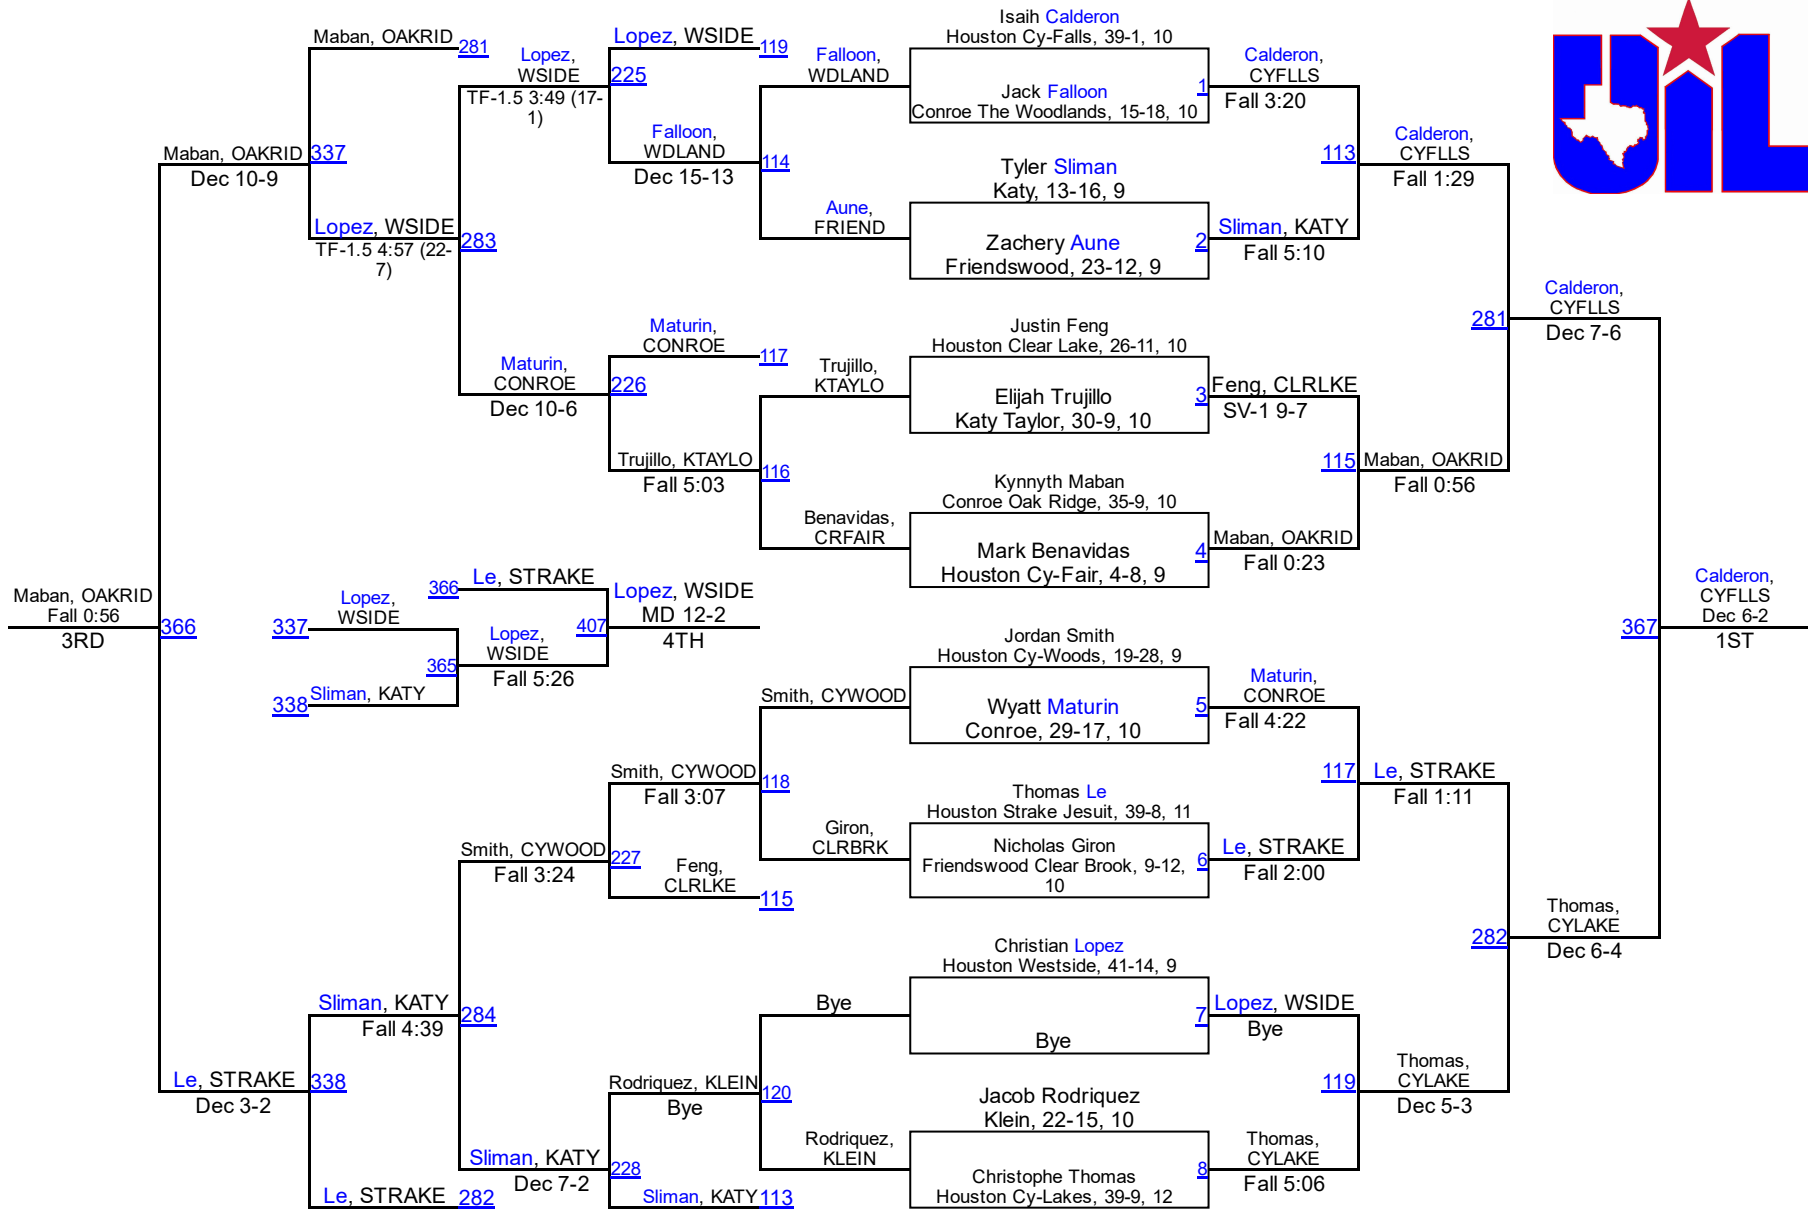 Maban, OAKRID
281
Lopez,
WSIDE
TF-1.5 3:49 (17-
1)
Lopez, WSIDE
119
225
Falloon,
WDLAND
Dec 15-13
Maban, OAKRID
337
Dec 10-9
Lopez, WSIDE
TF-1.5 4:57 (22-
7)
283
Falloon,
WDLAND
114
Aune,
FRIEND
Isaih Calderon
Houston Cy-Falls, 39-1, 10
Jack Falloon
Conroe The Woodlands, 15-18, 10
1
Calderon,
CYFLLS
Fall 3:20
Tyler Sliman
Katy, 13-16, 9
Zachery Aune
Friendswood, 23-12, 9
2
Sliman, KATY
Fall 5:10
113
Calderon,
CYFLLS
Fall 1:29
UIL
Maturin,
CONROE
117
Maturin,
CONROE
226
Dec 10-6
Trujillo, KTAYLO
Fall 5:03
Trujillo,
KTAYLO
116
Benavidas,
CRFAIR
Justin Feng
Houston Clear Lake, 26-11, 10
Elijah Trujillo
Katy Taylor, 30-9, 10
3
Feng, CLRLKE
SV-1 9-7
Kynnyth Maban
Conroe Oak Ridge, 35-9, 10
Mark Benavidas
Houston Cy-Fair, 4-8, 9
4
Maban, OAKRID
Fall 0:23
115
Maban, OAKRID
Fall 0:56
281
Calderon,
CYFLLS
Dec 7-6
Maban, OAKRID
Fall 0:56
3RD
366
337
Lopez,
WSIDE
338
Sliman, KATY
365
366
Le, STRAKE
Lopez,
WSIDE
Fall 5:26
407
Lopez, WSIDE
MD 12-2
4TH
367
Calderon,
CYFLLS
Dec 6-2
1ST
Smith, CYWOOD
Smith, CYWOOD
118
Fall 3:07
Giron,
CLRBRK
Smith, CYWOOD
227
Fall 3:24
Feng,
CLRLKE
115
Jordan Smith
Houston Cy-Woods, 19-28, 9
Wyatt Maturin
Conroe, 29-17, 10
5
Maturin,
CONROE
Fall 4:22
Thomas Le
Houston Strake Jesuit, 39-8, 11
Nicholas Giron
Friendswood Clear Brook, 9-12,
10
6
Le, STRAKE
Fall 2:00
117
Le, STRAKE
Fall 1:11
282
Thomas,
CYLAKE
Dec 6-4
Sliman, KATY
284
Fall 4:39
Le, STRAKE
338
Dec 3-2
Le, STRAKE
282
Sliman, KATY
228
Dec 7-2
Rodriquez, KLEIN
120
Bye
Sliman, KATY
113
Bye
Rodriquez,
KLEIN
Christian Lopez
Houston Westside, 41-14, 9
Bye
7
Lopez, WSIDE
Bye
Jacob Rodriquez
Klein, 22-15, 10
Christophe Thomas
Houston Cy-Lakes, 39-9, 12
8
Thomas,
CYLAKE
Fall 5:06
119
Thomas,
CYLAKE
Dec 5-3